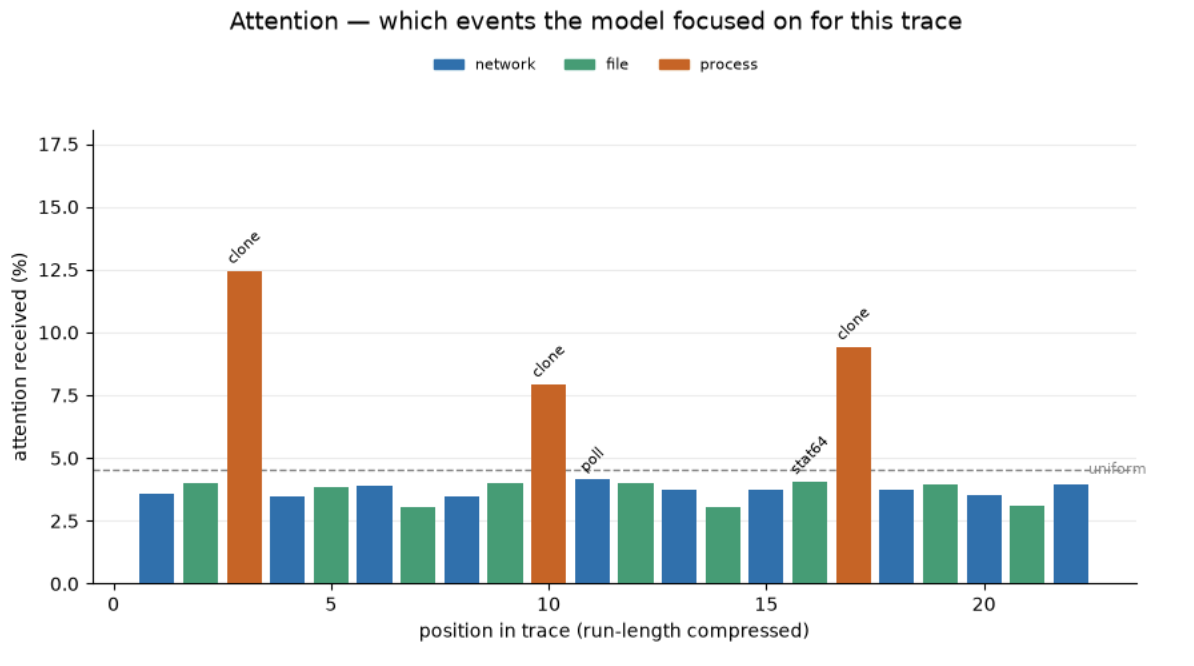 Attention — which events the model focused on for this trace
network file process
17.5
15.0
12.5
10.0
7.5
5.0
2.5
0.0
attention received (%)
clone
clone
poll
stat64
clone
uniform
0 5 10 15 20
position in trace (run-length compressed)